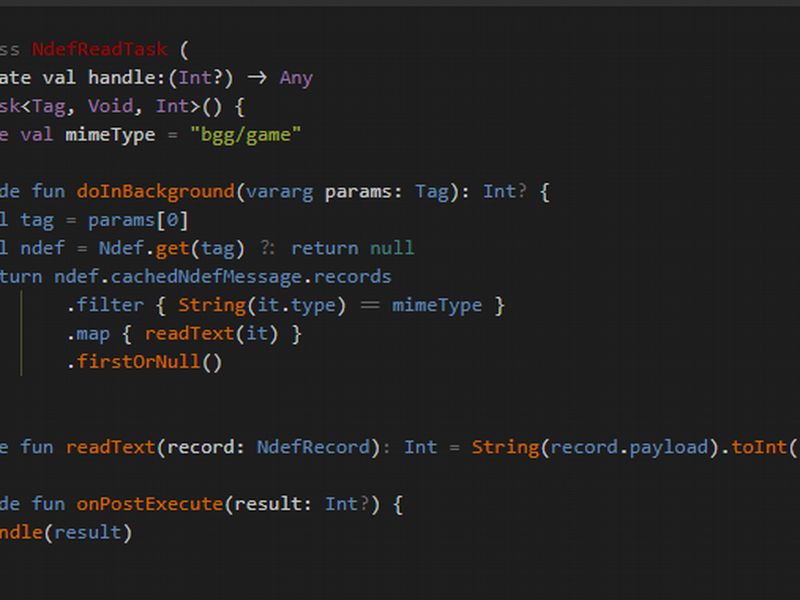 ss NdefReadTask (
ate val handle:(Int?) → Any
sk<Tag, Void, Int>() {
e val mimeType = "bgg/game"
de fun doInBackground(vararg params: Tag): Int? {
l tag = params[0]
l ndef = Ndef.get(tag) ?: return null
turn ndef.cachedNdefMessage.records
.filter { String(it.type) == mimeType }
.map { readText(it) }
.firstOrNull()
e fun readText(record: NdefRecord): Int = String(record.payload).toInt(
de fun onPostExecute(result: Int?) {
ndle(result)